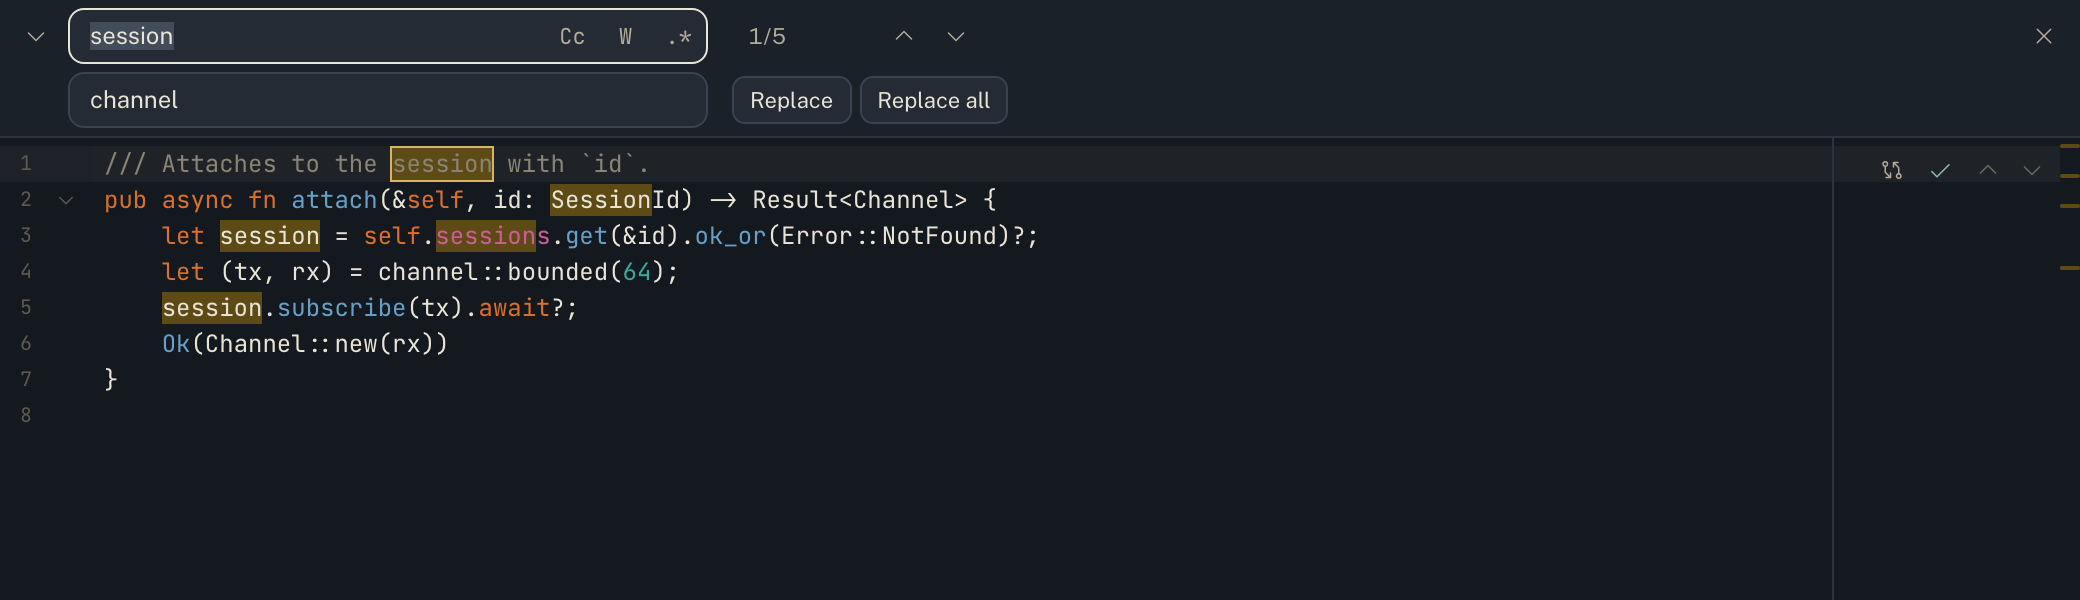 session Cc W .* 1/5
channel Replace Replace all
1 /// Attaches to the session with `id`.
2 pub async fn attach(&self, id: SessionId) -> Result<Channel> {
3 let session = self.sessions.get(&id).ok_or(Error::NotFound)?;
4 let (tx, rx) = channel::bounded(64);
5 session.subscribe(tx).await?;
6 Ok(Channel::new(rx))
7 }
8